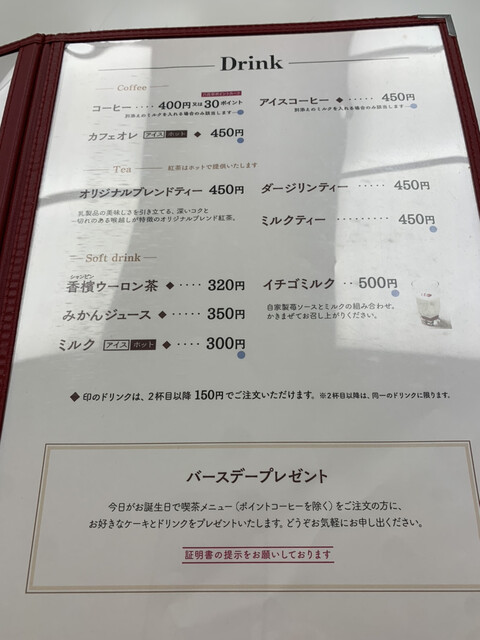 Drink
Coffee
コーヒー ････ 400円 又は 30ポイント
別添えのミルクを入れる場合のみ該当します
アイスコーヒー ◆ ････ 450円
別添えのミルクを入れる場合のみ該当します
カフェオレ アイス ホット ◆ 450円
Tea 紅茶はホットで提供いたします
オリジナルブレンドティー 450円
乳製品の美味しさを引き立てる、深いコクと
切れのある喉越しが特徴のオリジナルブレンド紅茶。
ダージリンティー ･････ 450円
ミルクティー ･････････ 450円
Soft drink
シャンピン
香檳ウーロン茶 ◆ ････ 320円
みかんジュース ◆ ････ 350円
ミルク アイス ホット ◆ ････ 300円
イチゴミルク ･･ 500円
自家製苺ソースとミルクの組み合わせ。
かきまぜてお召し上がりください。
◆ 印のドリンクは、2杯目以降 150円でご注文いただけます。 ※2杯目以降は、同一のドリンクに限ります。
バースデープレゼント
今日がお誕生日で喫茶メニュー（ポイントコーヒーを除く）をご注文の方に、
お好きなケーキとドリンクをプレゼントいたします。どうぞお気軽にお申し出ください。
証明書の提示をお願いしております